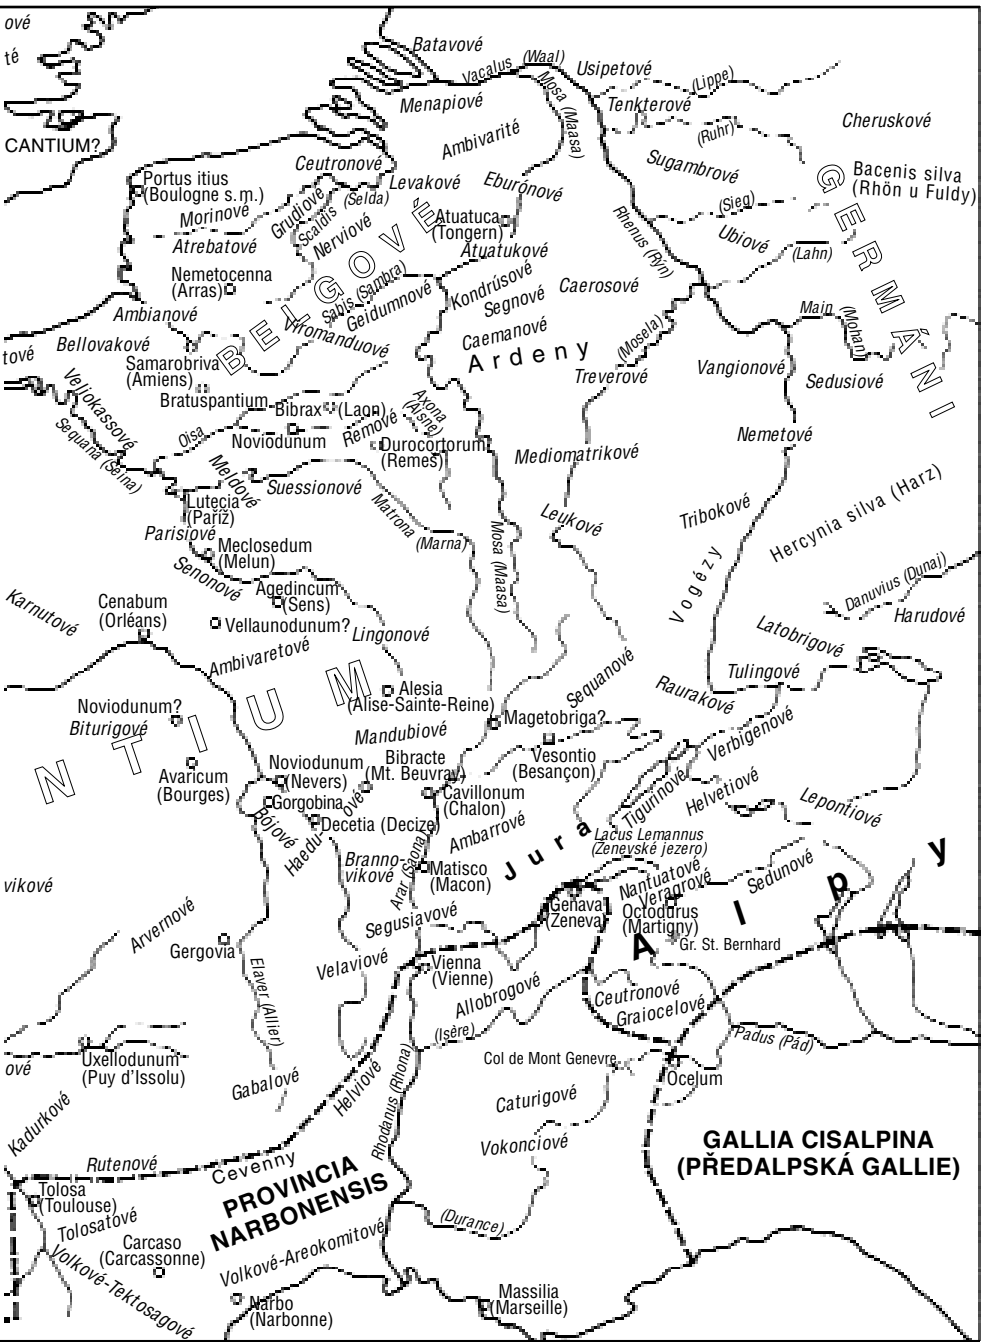 ové
té
CANTIUM?
Batavové
Vacalus (Waal)
Usipetové
Mosa (Maasa)
(Lippe)
Menapiové
Tenkterové
Cheruskové
(Ruhr)
Ambivarité
Sugambrové
GERMÁNI
Bacenis silva
(Rhön u Fuldy)
Ceutronové
Portus itius
(Boulogne s.m.)
Levakové
Eburónové
(Selda)
Scaldis
Grudiové
Morinové
(Sieg)
Atuatuca
(Tongern)
Nerviové
Rhenus (Rýn)
Ubiové
Atrebatové
BELGOVÉ
(Lahn)
Atuatukové
Nemetocenna
(Arras)
Sabis (Sambra)
Kondrúsové
Caerosové
Segnové
Geidumnové
Ambianové
Main
(Mohan)
Viromanduové
Caemanové
tové
Bellovakové
Ardeny
(Mosela)
Samarobriva
(Amiens)
Vangionové
Treverové
Sedusiové
Veljokassové
Bratuspantium
Bibrax
(Laon)
Axona
(Aisne)
Sequana (Seina)
Oisa
Noviodunum
Removė
Durocortorum
(Remes)
Nemetové
Mediomatrikové
Meldové
Suessionové
Lutecia
(Paříž)
Matrona (Marna)
Leukové
Tribokové
Hercynia silva (Harz)
Parisiové
Meclosedum
(Melun)
Mosa (Maasa)
Vogézy
Senonové
Danuvius (Dunaj)
Agedincum
(Sens)
Karnutové
Cenabum
(Orléans)
Harudové
Vellaunodunum?
Lingonové
Latobrigové
Ambivaretové
Sequanové
Tulingové
NTIUM
Alesia
(Alise-Sainte-Reine)
Raurakové
Noviodunum?
Biturigové
Magetobriga?
Mandubiové
Verbigenové
Vesontio
(Besançon)
Bibracte
(Mt. Beuvray)
Avaricum
(Bourges)
Noviodunum
(Nevers)
Gorgobina
Cavillonum
(Chalon)
Tigurinové
Helvetiové
Lepontiové
Bójové
Haedu-
ové
Decetia (Decize)
Ambarrové
Jura
Lacus Lemannus
(Ženevské jezero)
Alpy
Branno-
vikové
Arar (Saona)
Matisco
(Macon)
Nantuatové
Veragrové
Sedunové
vikové
Genava
(Ženeva)
Octodurus
(Martigny)
Segusiavové
Arvernové
Gergovia
Gr. St. Bernhard
Velaviové
Vienna
(Vienne)
Elaver (Allier)
Allobrogové
Ceutronové
Graiocelové
(Isère)
Padus (Pád)
Uxellodunum
(Puy d’Issolu)
Col de Mont Genevre
ové
Ocelum
Gabalové
Helviové
Rhodanus (Rhona)
Caturigové
Kadurkové
Vokonciové
GALLIA CISALPINA
(PŘEDALPSKÁ GALLIE)
Rutenové
Cevenny
PROVINCIA
NARBONENSIS
Tolosa
(Toulouse)
Tolosatové
(Durance)
Carcaso
(Carcassonne)
Volkové-Areokomitové
Volkové-Tektosagové
Narbo
(Narbonne)
Massilia
(Marseille)